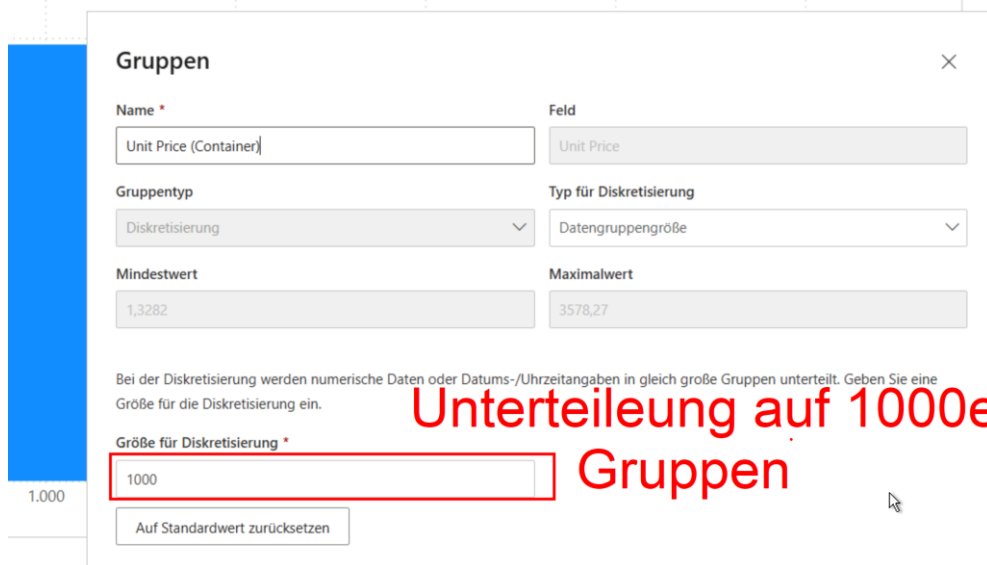 Gruppen
Name *
Feld
Unit Price (Container)
Unit Price
Gruppentyp
Typ für Diskretisierung
Diskretisierung
Datengruppengröße
Mindestwert
Maximalwert
1,3282
3578,27
Bei der Diskretisierung werden numerische Daten oder Datums-/Uhrzeitangaben in gleich große Gruppen unterteilt. Geben Sie eine
Größe für die Diskretisierung ein.
Unterteileung auf 1000e
Gruppen
Größe für Diskretisierung *
1000
1.000
Auf Standardwert zurücksetzen